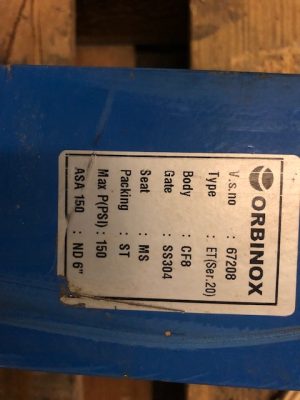 ORBINOX
V.s.no : 67208
Type : ET(Ser.20)
Body : CF8
Gate : SS304
Seat : MS
Packing : ST
Max P(PSI) : 150
ASA 150 : ND 6"